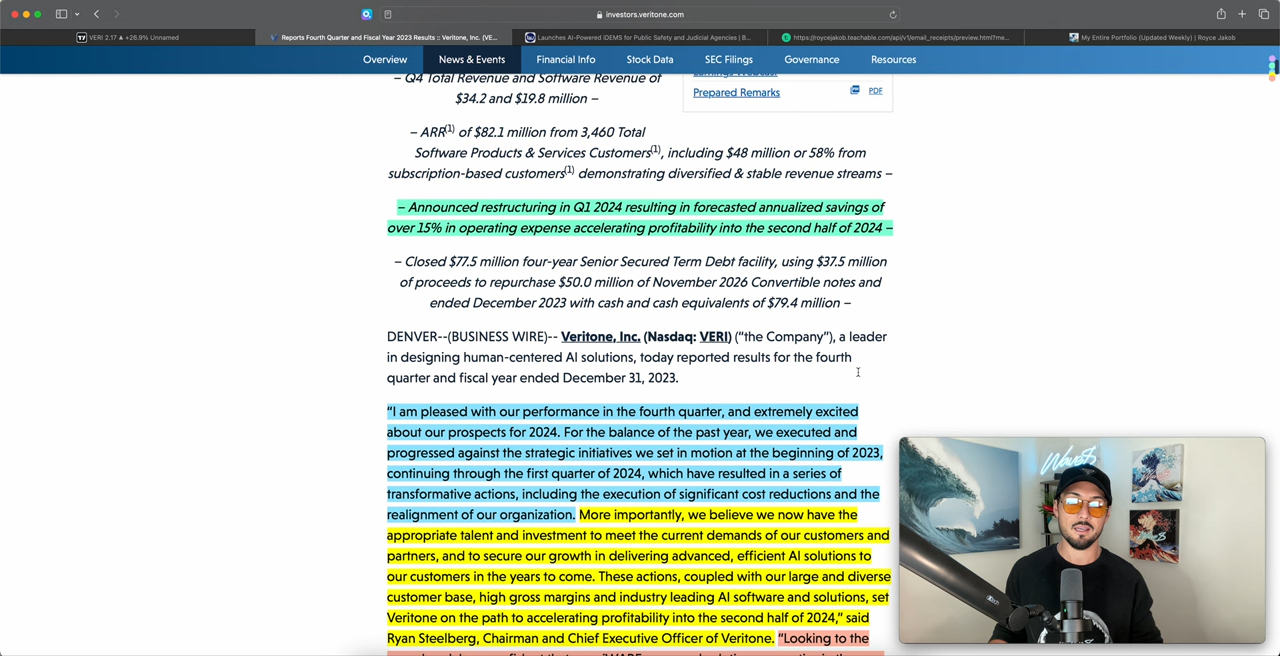 investors.veritone.com
VERI 2.17 ▲ +26.9% Unnamed
Reports Fourth Quarter and Fiscal Year 2023 Results :: Veritone, Inc. (VE...
Launches AI-Powered iDEMS for Public Safety and Judicial Agencies | B...
https://roycejakob.teachable.com/api/v1/email_receipts/preview.html?me...
My Entire Portfolio (Updated Weekly) | Royce Jakob
Overview
News & Events
Financial Info
Stock Data
SEC Filings
Governance
Resources
– Q4 Total Revenue and Software Revenue of
$34.2 and $19.8 million –
Prepared Remarks
PDF
– ARR(1) of $82.1 million from 3,460 Total
Software Products & Services Customers(1), including $48 million or 58% from
subscription-based customers(1) demonstrating diversified & stable revenue streams –
– Announced restructuring in Q1 2024 resulting in forecasted annualized savings of
over 15% in operating expense accelerating profitability into the second half of 2024 –
– Closed $77.5 million four-year Senior Secured Term Debt facility, using $37.5 million
of proceeds to repurchase $50.0 million of November 2026 Convertible notes and
ended December 2023 with cash and cash equivalents of $79.4 million –
DENVER--(BUSINESS WIRE)-- Veritone, Inc. (Nasdaq: VERI) (“the Company”), a leader
in designing human-centered AI solutions, today reported results for the fourth
quarter and fiscal year ended December 31, 2023.
“I am pleased with our performance in the fourth quarter, and extremely excited
about our prospects for 2024. For the balance of the past year, we executed and
progressed against the strategic initiatives we set in motion at the beginning of 2023,
continuing through the first quarter of 2024, which have resulted in a series of
transformative actions, including the execution of significant cost reductions and the
realignment of our organization. More importantly, we believe we now have the
appropriate talent and investment to meet the current demands of our customers and
partners, and to secure our growth in delivering advanced, efficient AI solutions to
our customers in the years to come. These actions, coupled with our large and diverse
customer base, high gross margins and industry leading AI software and solutions, set
Veritone on the path to accelerating profitability into the second half of 2024,” said
Ryan Steelberg, Chairman and Chief Executive Officer of Veritone. “Looking to the